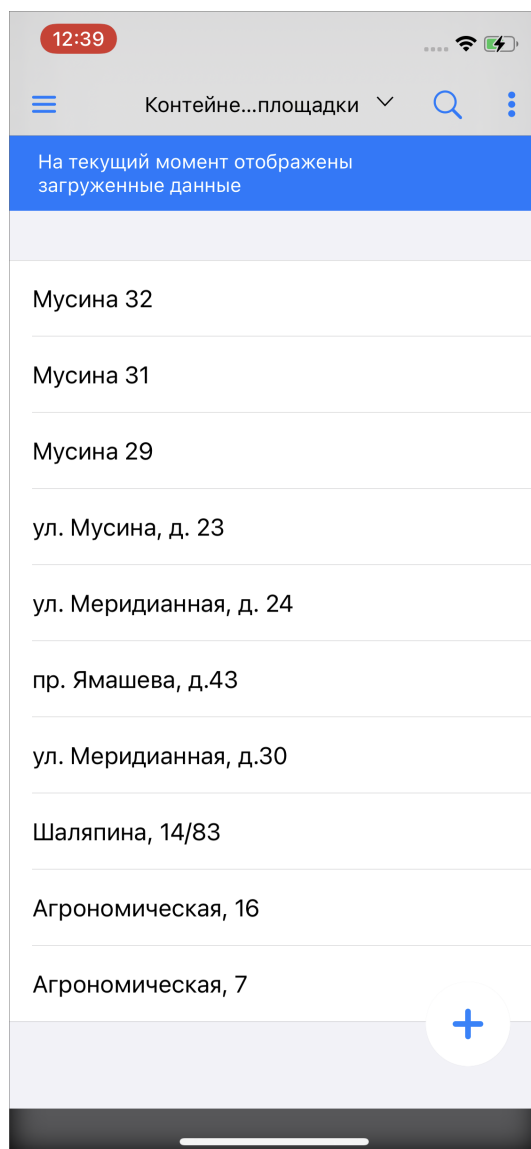 12:39
Контейне...площадки
На текущий момент отображены
загруженные данные
Мусина 32
Мусина 31
Мусина 29
ул. Мусина, д. 23
ул. Меридианная, д. 24
пр. Ямашева, д.43
ул. Меридианная, д.30
Шаляпина, 14/83
Агрономическая, 16
Агрономическая, 7